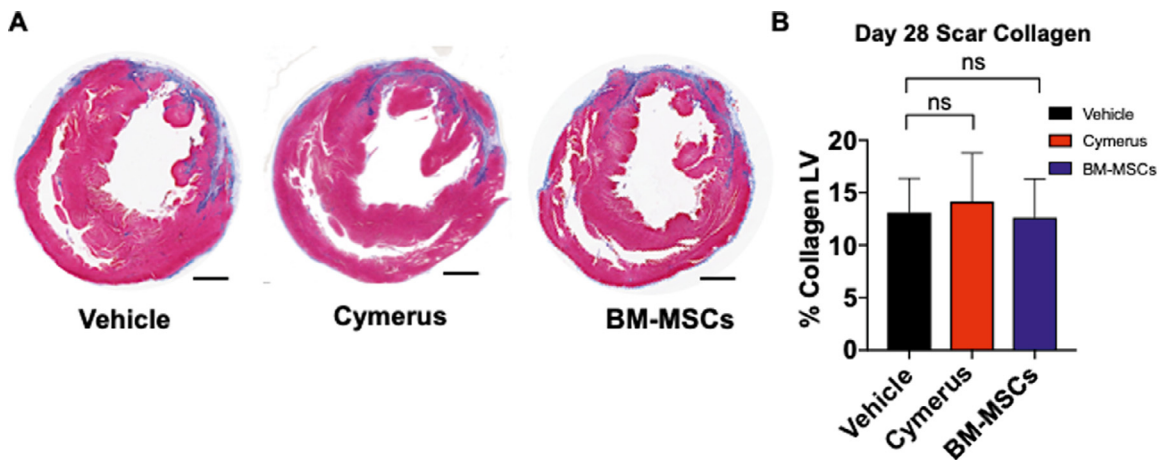 A
Vehicle
Cymerus
BM-MSCs
B
Day 28 Scar Collagen
ns
ns
Vehicle
Cymerus
BM-MSCs
% Collagen LV
20
15
10
5
0
Vehicle
Cymerus
BM-MSCs